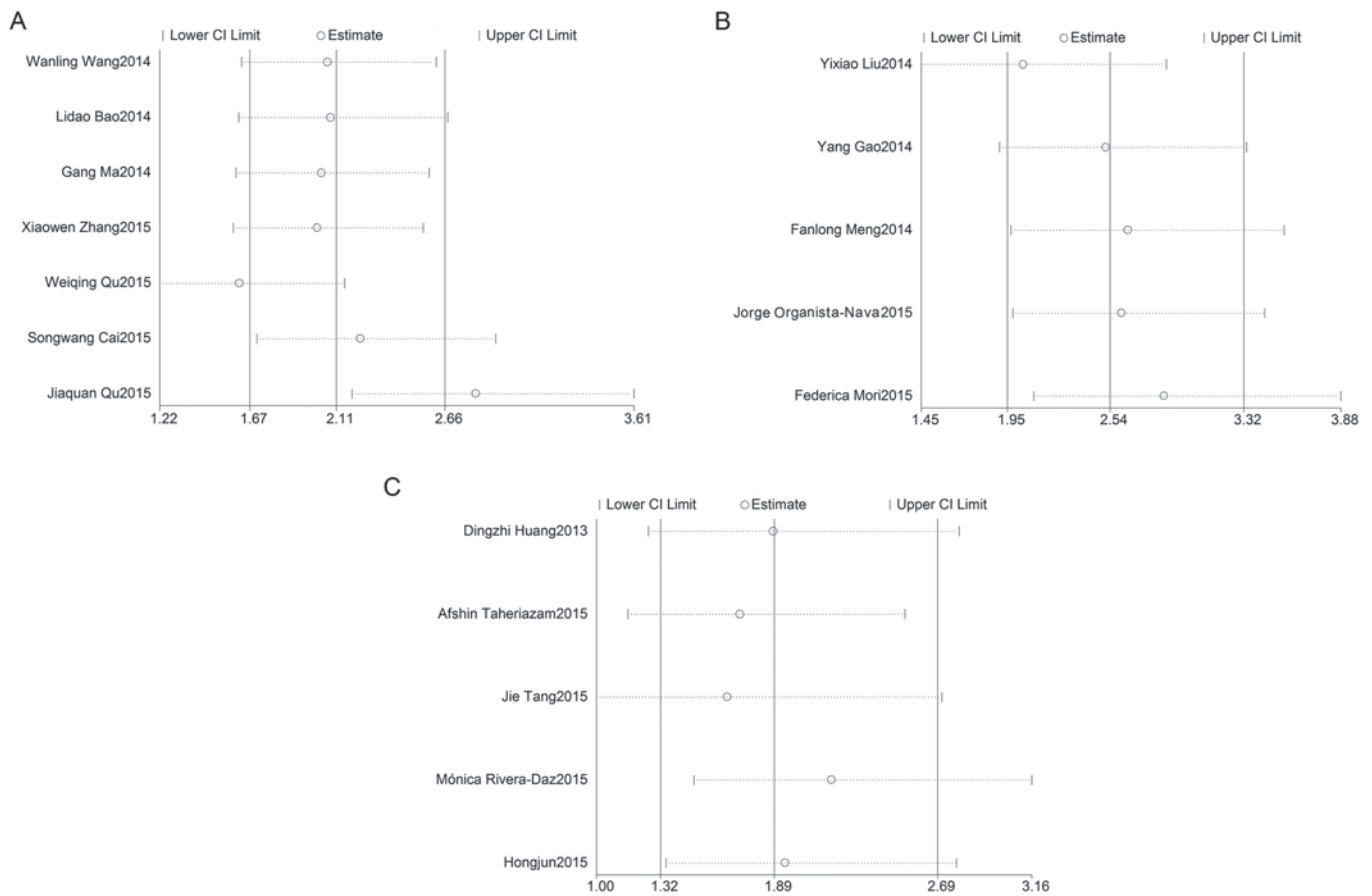 A
Lower CI Limit Estimate Upper CI Limit
Wanling Wang2014
Lidao Bao2014
Gang Ma2014
Xiaowen Zhang2015
Weiqing Qu2015
Songwang Cai2015
Jiaquan Qu2015
1.22 1.67 2.11 2.66 3.61
B
Lower CI Limit Estimate Upper CI Limit
Yixiao Liu2014
Yang Gao2014
Fanlong Meng2014
Jorge Organista-Nava2015
Federica Mori2015
1.45 1.95 2.54 3.32 3.88
C
Lower CI Limit Estimate Upper CI Limit
Dingzhi Huang2013
Afshin Taheriazam2015
Jie Tang2015
Mónica Rivera-Daz2015
Hongjun2015
1.00 1.32 1.89 2.69 3.16